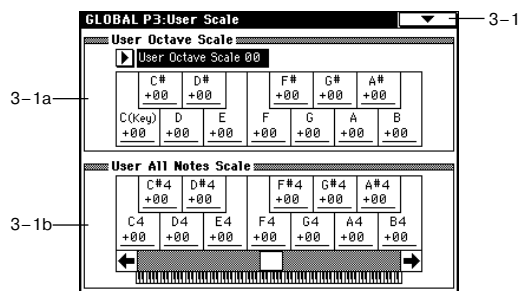 GLOBAL P3:User Scale
3-1
User Octave Scale
User Octave Scale 00
3-1a
C# D# F# G# A#
+00 +00 +00 +00 +00
C(Key) D E F G A B
+00 +00 +00 +00 +00 +00 +00
User All Notes Scale
3-1b
C#4 D#4 F#4 G#4 A#4
+00 +00 +00 +00 +00
C4 D4 E4 F4 G4 A4 B4
+00 +00 +00 +00 +00 +00 +00